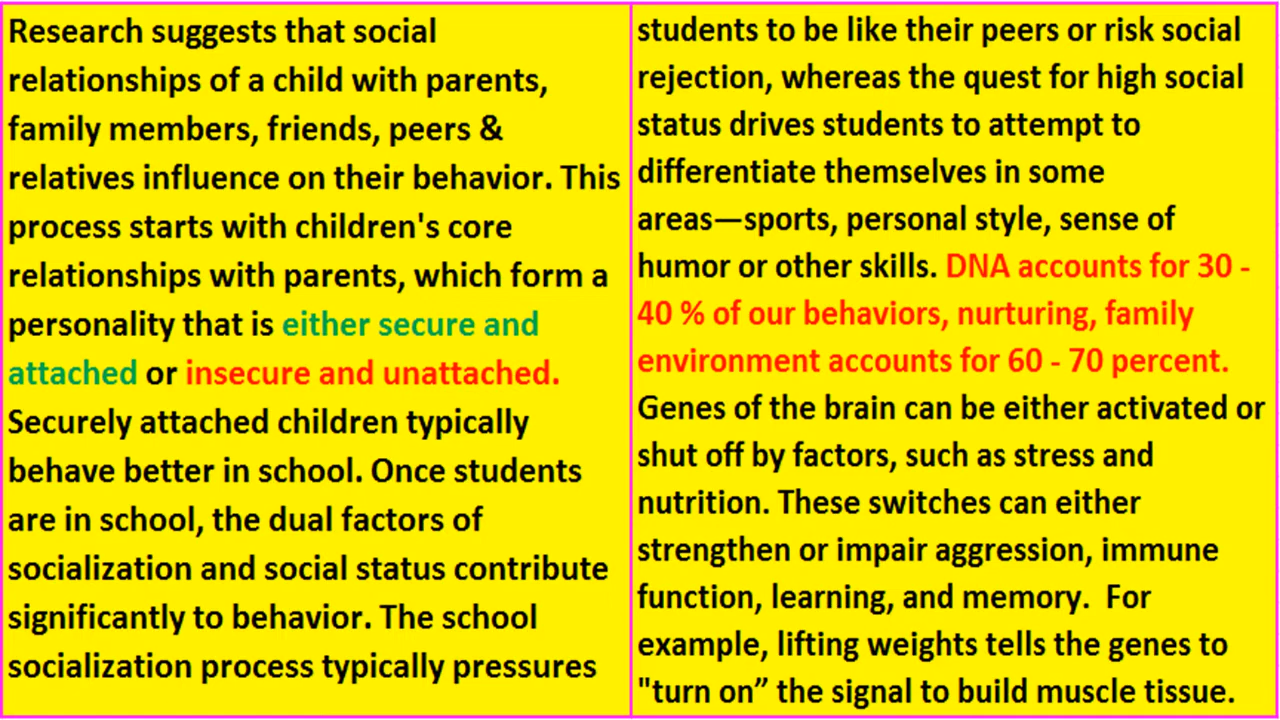 Research suggests that social
relationships of a child with parents,
family members, friends, peers &
relatives influence on their behavior. This
process starts with children's core
relationships with parents, which form a
personality that is either secure and
attached or insecure and unattached.
Securely attached children typically
behave better in school. Once students
are in school, the dual factors of
socialization and social status contribute
significantly to behavior. The school
socialization process typically pressures
students to be like their peers or risk social
rejection, whereas the quest for high social
status drives students to attempt to
differentiate themselves in some
areas—sports, personal style, sense of
humor or other skills. DNA accounts for 30 -
40 % of our behaviors, nurturing, family
environment accounts for 60 - 70 percent.
Genes of the brain can be either activated or
shut off by factors, such as stress and
nutrition. These switches can either
strengthen or impair aggression, immune
function, learning, and memory.  For
example, lifting weights tells the genes to
"turn on” the signal to build muscle tissue.